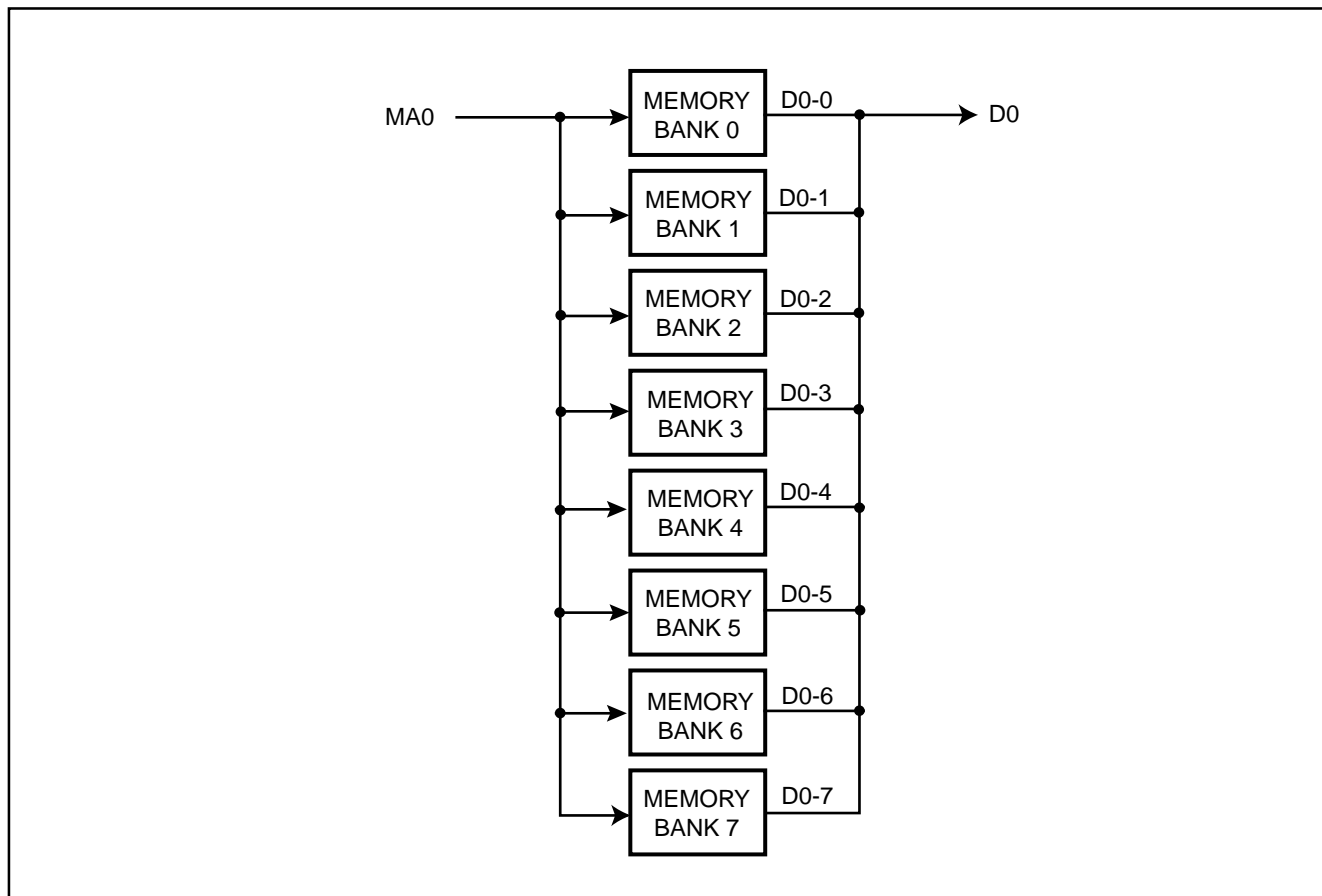 MA0
MEMORY
BANK 0
D0-0
D0
MEMORY
BANK 1
D0-1
MEMORY
BANK 2
D0-2
MEMORY
BANK 3
D0-3
MEMORY
BANK 4
D0-4
MEMORY
BANK 5
D0-5
MEMORY
BANK 6
D0-6
MEMORY
BANK 7
D0-7